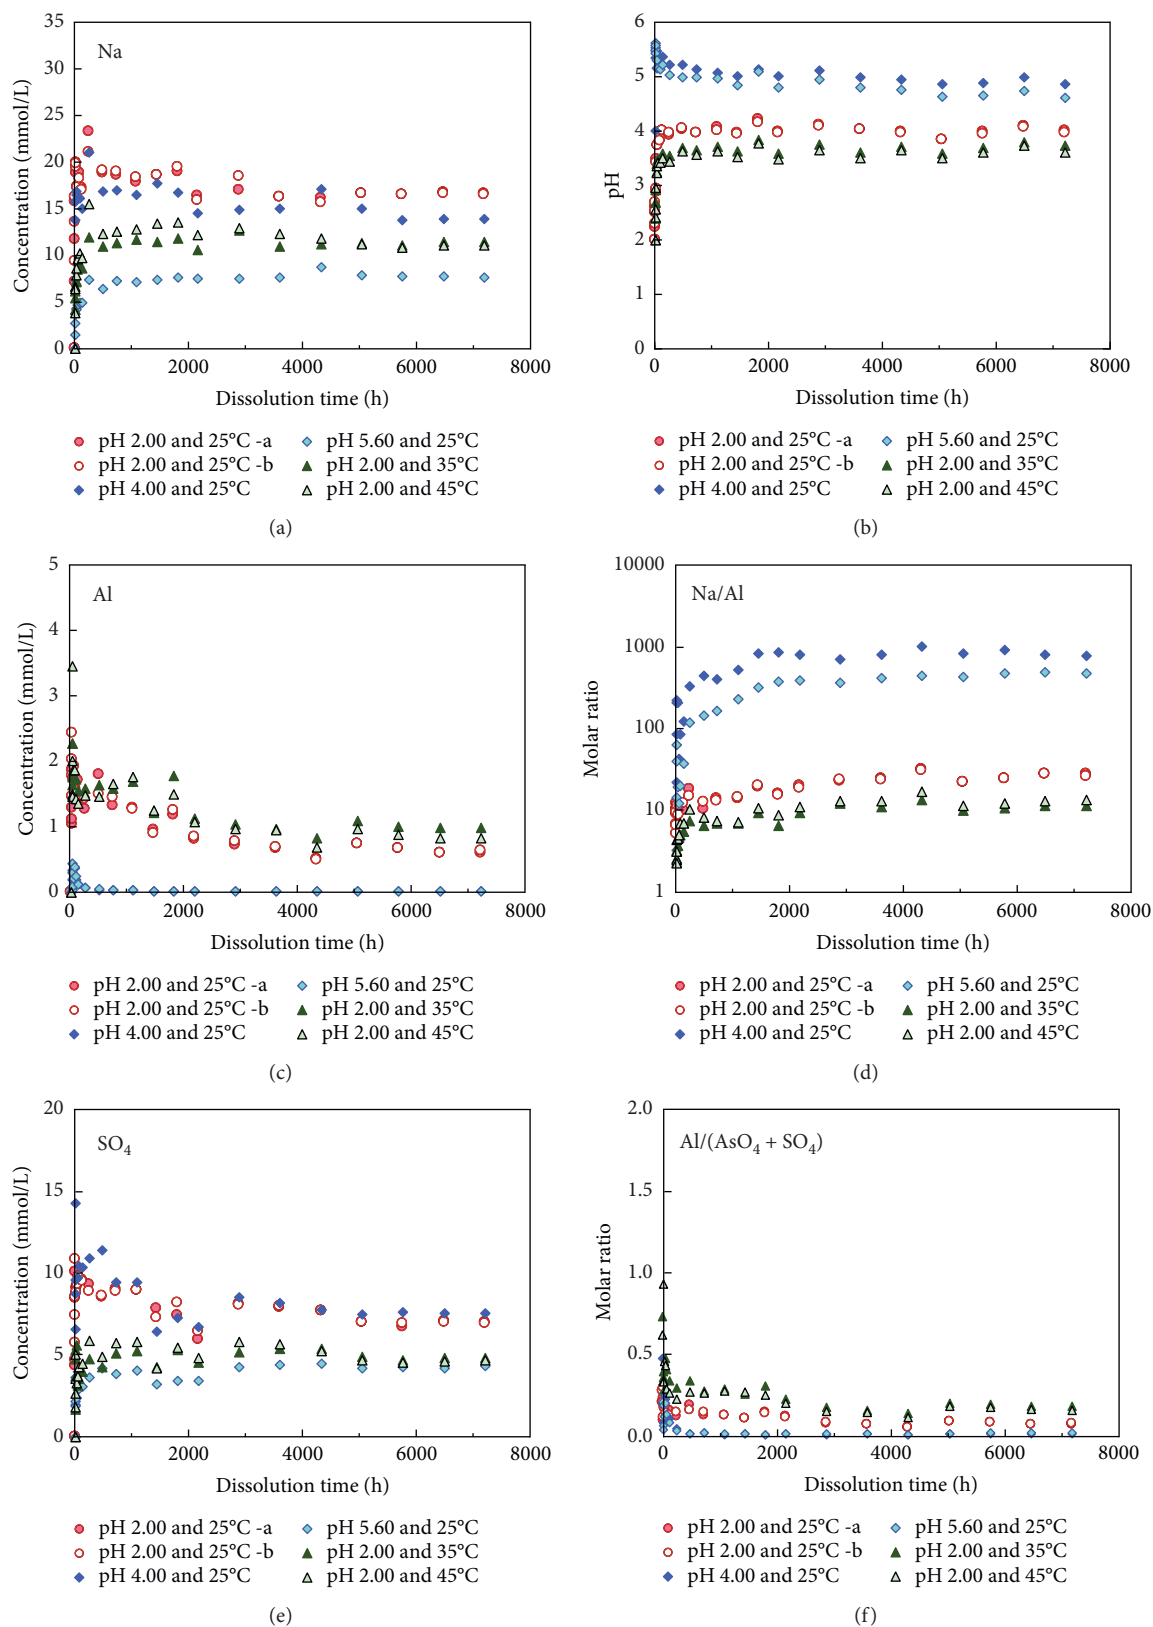 35
30
25
20
15
10
5
0
Concentration (mmol/L)
Na
0 2000 4000 6000 8000
Dissolution time (h)
pH 2.00 and 25°C -a
pH 5.60 and 25°C
pH 2.00 and 25°C -b
pH 2.00 and 35°C
pH 4.00 and 25°C
pH 2.00 and 45°C
(a)
6
5
4
3
2
1
0
pH
0 2000 4000 6000 8000
Dissolution time (h)
pH 2.00 and 25°C -a
pH 5.60 and 25°C
pH 2.00 and 25°C -b
pH 2.00 and 35°C
pH 4.00 and 25°C
pH 2.00 and 45°C
(b)
5
4
3
2
1
0
Concentration (mmol/L)
Al
0 2000 4000 6000 8000
Dissolution time (h)
pH 2.00 and 25°C -a
pH 5.60 and 25°C
pH 2.00 and 25°C -b
pH 2.00 and 35°C
pH 4.00 and 25°C
pH 2.00 and 45°C
(c)
10000
1000
100
10
1
Molar ratio
Na/Al
0 2000 4000 6000 8000
Dissolution time (h)
pH 2.00 and 25°C -a
pH 5.60 and 25°C
pH 2.00 and 25°C -b
pH 2.00 and 35°C
pH 4.00 and 25°C
pH 2.00 and 45°C
(d)
20
15
10
5
0
Concentration (mmol/L)
SO4
0 2000 4000 6000 8000
Dissolution time (h)
pH 2.00 and 25°C -a
pH 5.60 and 25°C
pH 2.00 and 25°C -b
pH 2.00 and 35°C
pH 4.00 and 25°C
pH 2.00 and 45°C
(e)
2.0
1.5
1.0
0.5
0.0
Molar ratio
Al/(AsO4 + SO4)
0 2000 4000 6000 8000
Dissolution time (h)
pH 2.00 and 25°C -a
pH 5.60 and 25°C
pH 2.00 and 25°C -b
pH 2.00 and 35°C
pH 4.00 and 25°C
pH 2.00 and 45°C
(f)